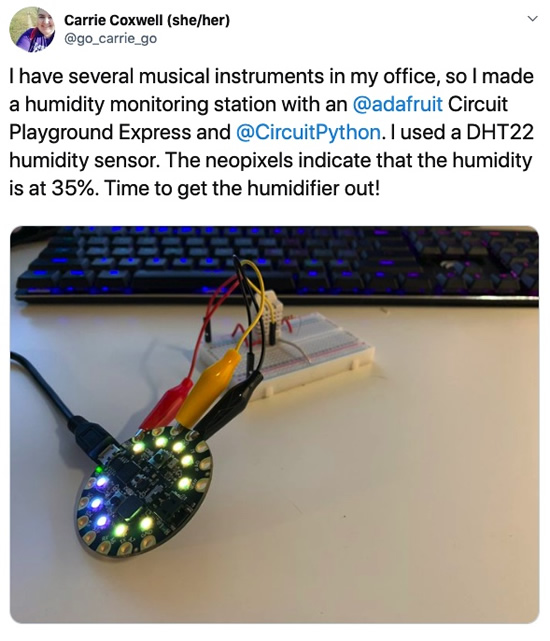 Carrie Coxwell (she/her)
@go_carrie_go
I have several musical instruments in my office, so I made
a humidity monitoring station with an @adafruit Circuit
Playground Express and @CircuitPython. I used a DHT22
humidity sensor. The neopixels indicate that the humidity
is at 35%. Time to get the humidifier out!